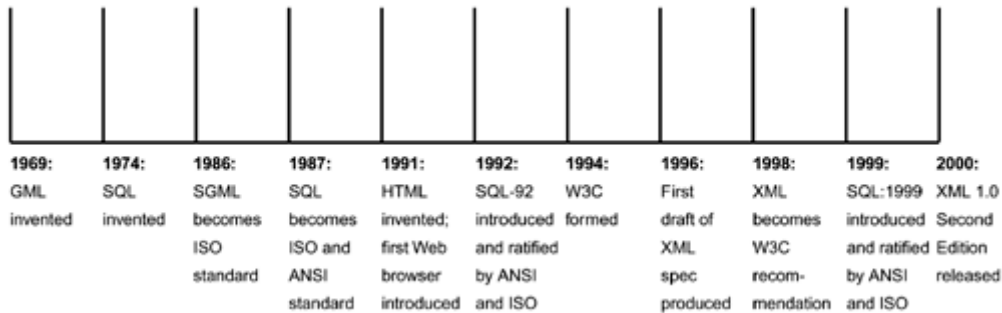 1969:
GML
invented
1974:
SQL
invented
1986:
SGML
becomes
ISO
standard
1987:
SQL
becomes
ISO and
ANSI
standard
1991:
HTML
invented;
first Web
browser
introduced
1992:
SQL-92
introduced
and ratified
by ANSI
and ISO
1994:
W3C
formed
1996:
First
draft of
XML
spec
produced
1998:
XML
becomes
W3C
recom-
mendation
1999:
SQL:1999
introduced
and ratified
by ANSI
and ISO
2000:
XML 1.0
Second
Edition
released